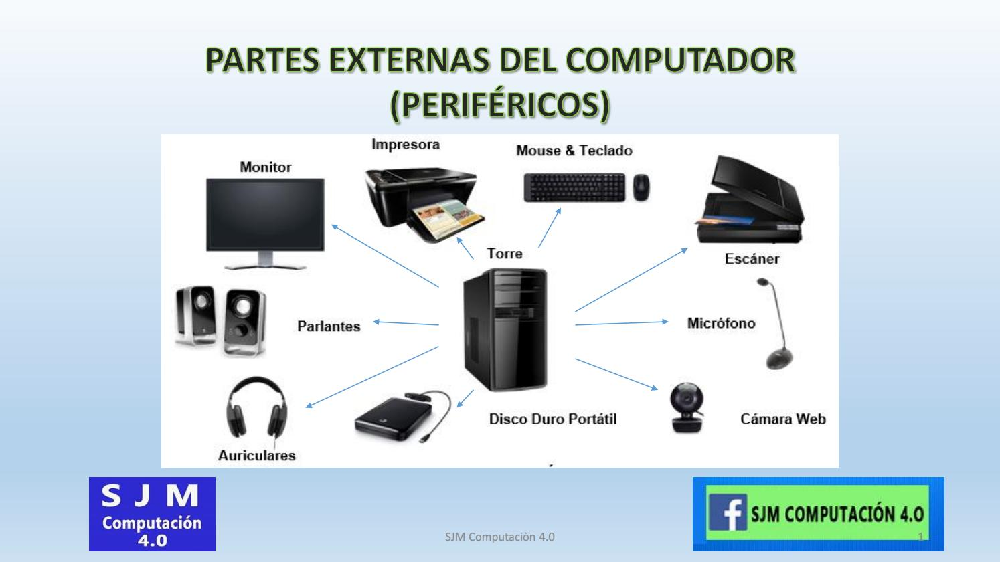 PARTES EXTERNAS DEL COMPUTADOR
(PERIFÉRICOS)
Impresora
Mouse & Teclado
Monitor
Torre
Escáner
Parlantes
Micrófono
Disco Duro Portátil
Cámara Web
Auriculares
S J M
Computación
4.0
SJM Computaciòn 4.0
f SJM COMPUTACIÓN 4.0
1